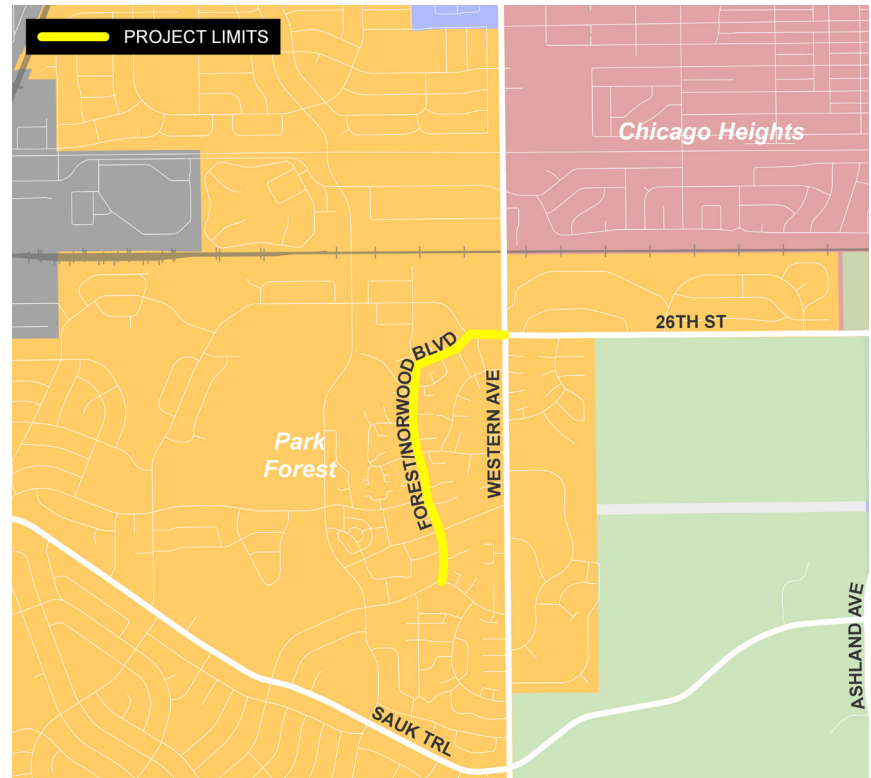 PROJECT LIMITS
Chicago Heights
26TH ST
FOREST/NORWOOD BLVD
WESTERN AVE
Park
Forest
ASHLAND AVE
SAUK TRL